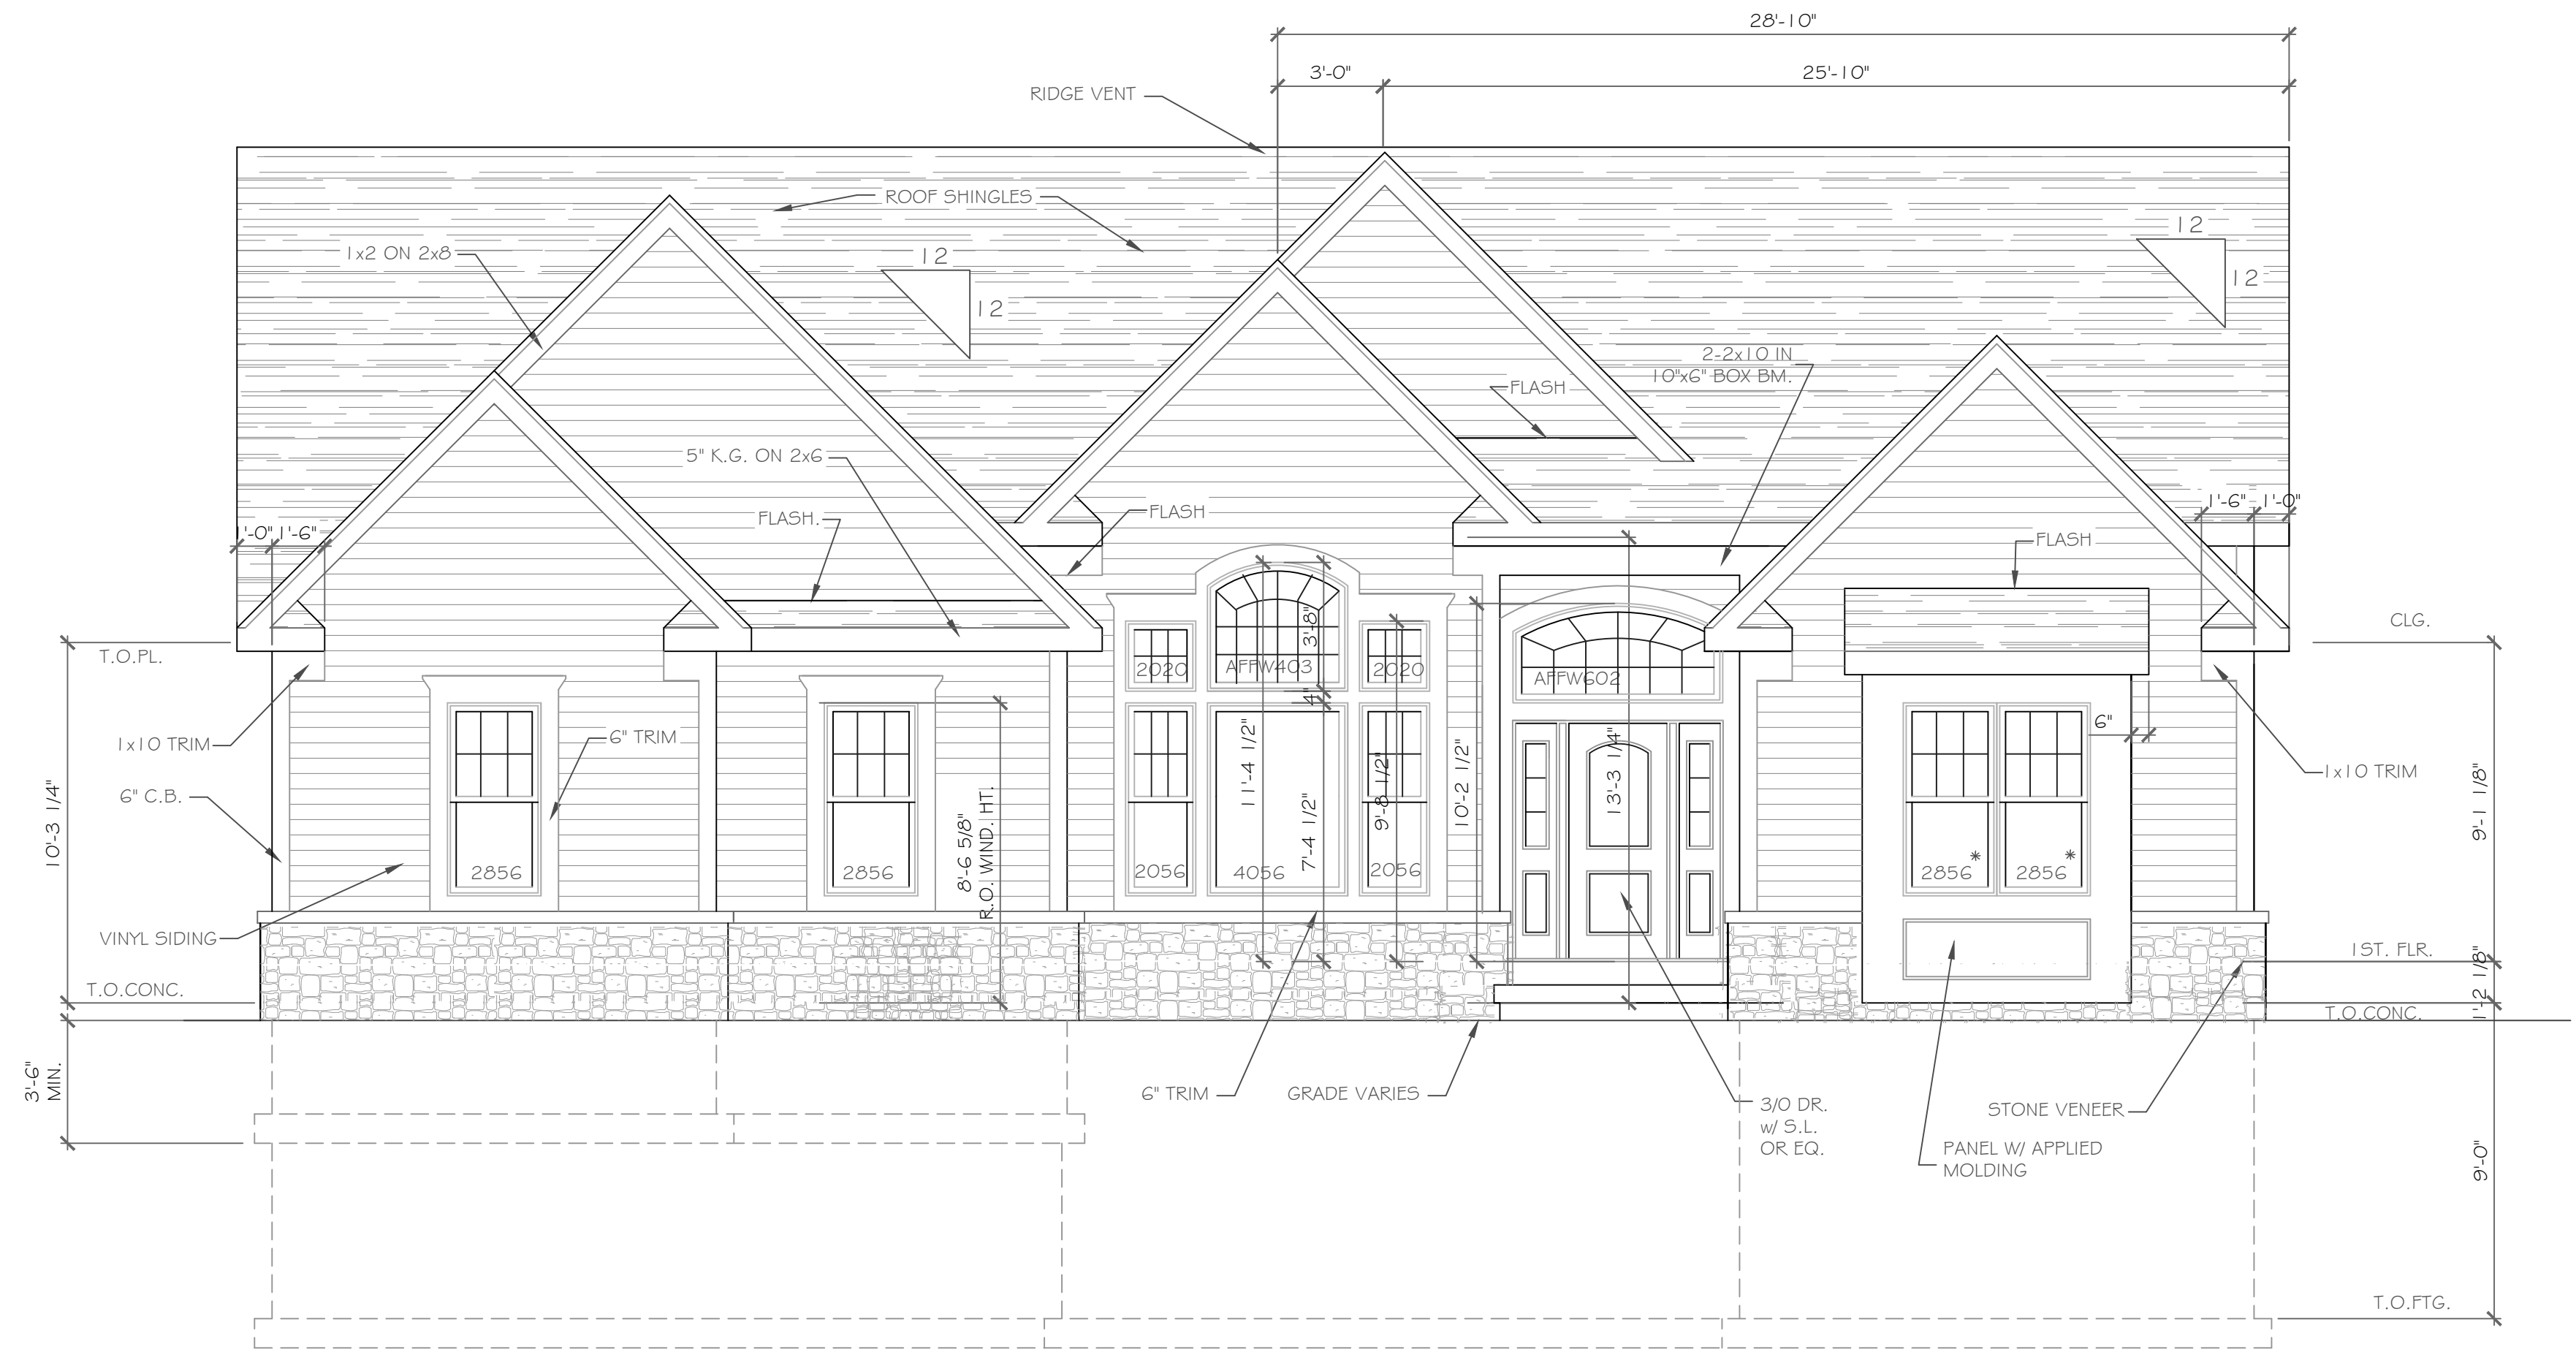 28'-10"
3'-0"
25'-10"
RIDGE VENT
ROOF SHINGLES
12
12
1x2 ON 2x8
12
12
2-2x10 IN
10"x6" BOX BM.
FLASH
5" K.G. ON 2x6
FLASH.
FLASH
1'-6"
1'-0"
1'-0"
1'-6"
FLASH
CLG.
T.O.PL.
3'-8"
2020
AFFW403
2020
AFFW602
4"
6"
1x10 TRIM
6" TRIM
1x10 TRIM
6" C.B.
10'-3 1/4"
8'-6 5/8"
R.O. WIND. HT.
11'-4 1/2"
7'-4 1/2"
9'-8 1/2"
10'-2 1/2"
13'-3 1/4"
9'-1 1/8"
2856
2856
2056
4056
2056
2856
*
2856
*
VINYL SIDING
1ST. FLR.
T.O.CONC.
1'-2 1/8"
T.O.CONC.
3'-6"
MIN.
6" TRIM
GRADE VARIES
3/0 DR.
w/ S.L.
OR EQ.
STONE VENEER
PANEL W/ APPLIED
MOLDING
9'-0"
T.O.FTG.